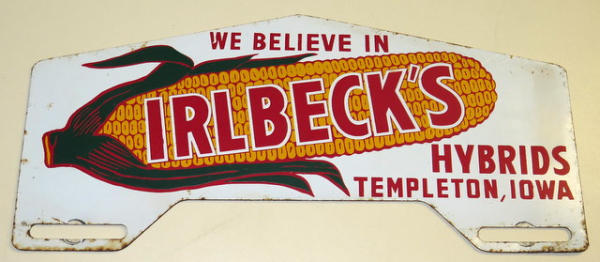 WE BELIEVE IN
IRLBECK'S
HYBRIDS
TEMPLETON, IOWA